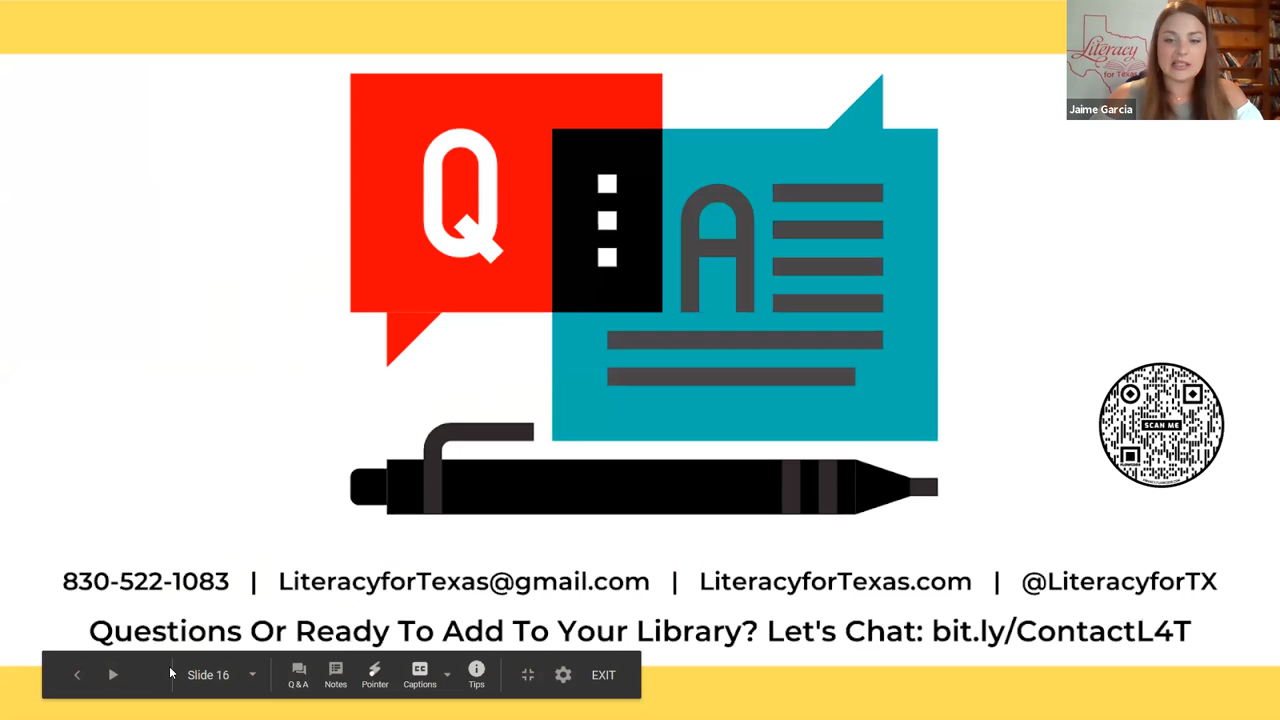 Literacy
for Texas
Jaime Garcia
Q
A
SCAN ME
830-522-1083 | LiteracyforTexas@gmail.com | LiteracyforTexas.com | @LiteracyforTX
Questions Or Ready To Add To Your Library? Let's Chat: bit.ly/ContactL4T
Slide 16
Q & A
Notes
Pointer
CC
Captions
Tips
EXIT